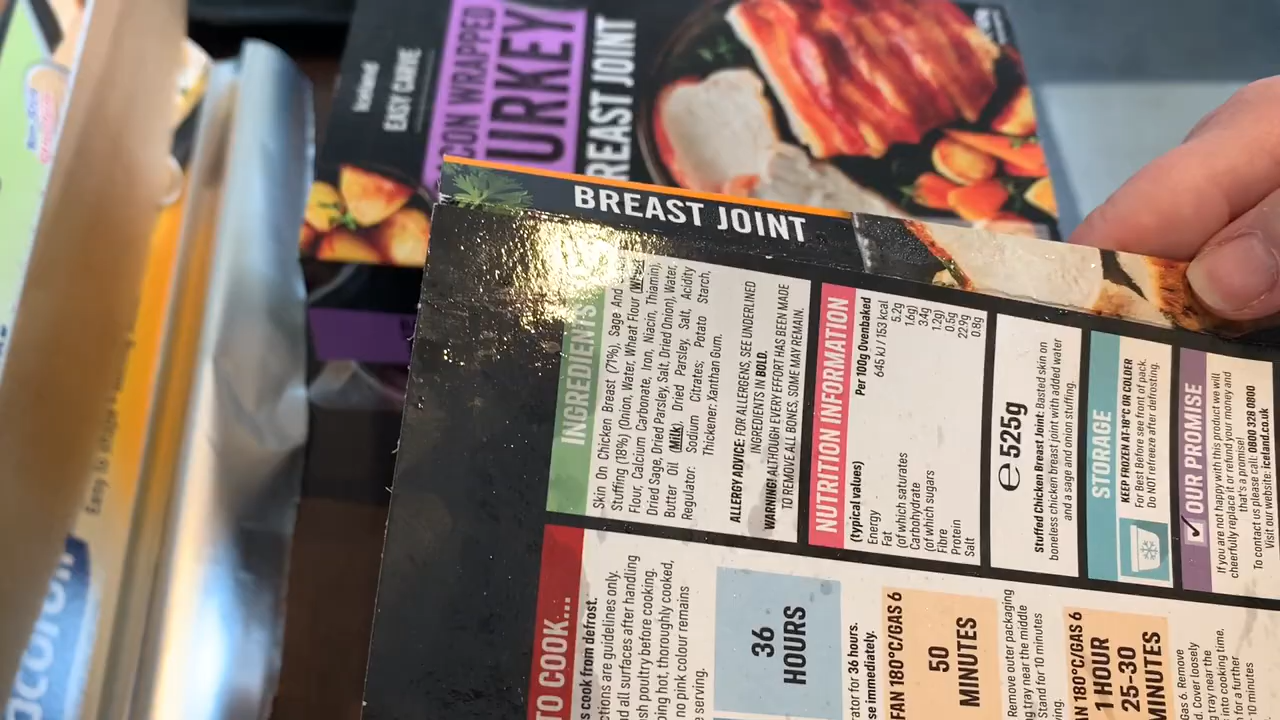 Iceland
EASY CARVE
CON WRAPPED
URKEY
BREAST JOINT
BREAST JOINT
INGREDIENTS
Skin On Chicken Breast (71%), Sage And
Stuffing (18%) (Onion, Water, Wheat Flour
Flour, Calcium Carbonate, Iron, Niacin, Thiamin),
Dried Sage, Dried Parsley, Salt, Dried Onion), Water,
Butter Oil (Milk), Dried Parsley, Salt, Acidity
Regulator: Sodium Citrates; Potato Starch,
Thickener: Xanthan Gum.
ALLERGY ADVICE: FOR ALLERGENS, SEE UNDERLINED
INGREDIENTS IN BOLD.
WARNING! ALTHOUGH EVERY EFFORT HAS BEEN MADE
TO REMOVE ALL BONES, SOME MAY REMAIN.
NUTRITION INFORMATION
(typical values) Per 100g Ovenbaked
Energy 645 kJ/153 kcal
Fat 5.2g
(of which saturates 1.6g)
Carbohydrate 3.4g
(of which sugars 1.2g)
Fibre 0.5g
Protein 22.9g
Salt 0.8g
℮ 525g
Stuffed Chicken Breast Joint: Basted skin on
boneless chicken breast joint with added water
and a sage and onion stuffing.
STORAGE
KEEP FROZEN AT-18°C OR COLDER
For Best Before see front of pack.
Do NOT refreeze after defrosting.
OUR PROMISE
If you are not happy with this product we will
cheerfully replace it or refund your money and
that's a promise!
To contact us please call: 0800 328 0800
Visit our website: iceland.co.uk
TO COOK...
s cook from defrost.
ctions are guidelines only.
nd all surfaces after handling
sh poultry before cooking.
ping hot, thoroughly cooked,
no pink colour remains
e serving.
36
HOURS
rator for 36 hours.
se immediately.
FAN 180°C/GAS 6
50
MINUTES
Remove outer packaging
ng tray near the middle
Stand for 10 minutes
ving.
AN 180°C/GAS 6
1 HOUR
25-30
MINUTES
as 6. Remove
. Cover loosely
tray near the
into cooking time,
for a further
10 minutes